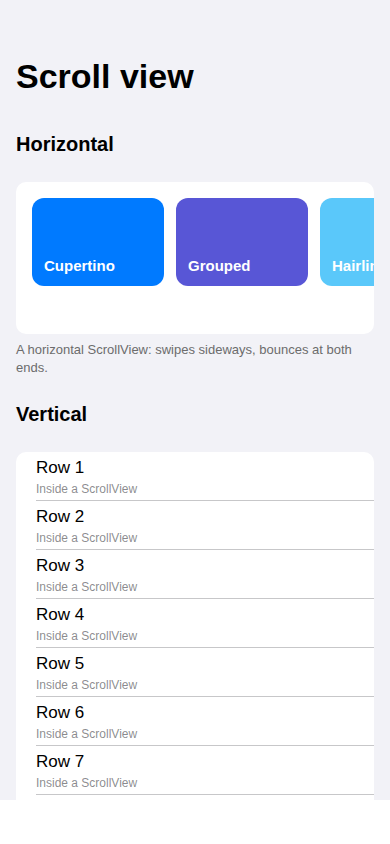 Scroll view
Horizontal
Cupertino
Grouped
A horizontal ScrollView: swipes sideways, bounces at both
ends.
Vertical
Row 1
Inside a ScrollView
Row 2
Inside a ScrollView
Row 3
Inside a ScrollView
Row 4
Inside a ScrollView
Row 5
Inside a ScrollView
Row 6
Inside a ScrollView
Row 7
Inside a ScrollView